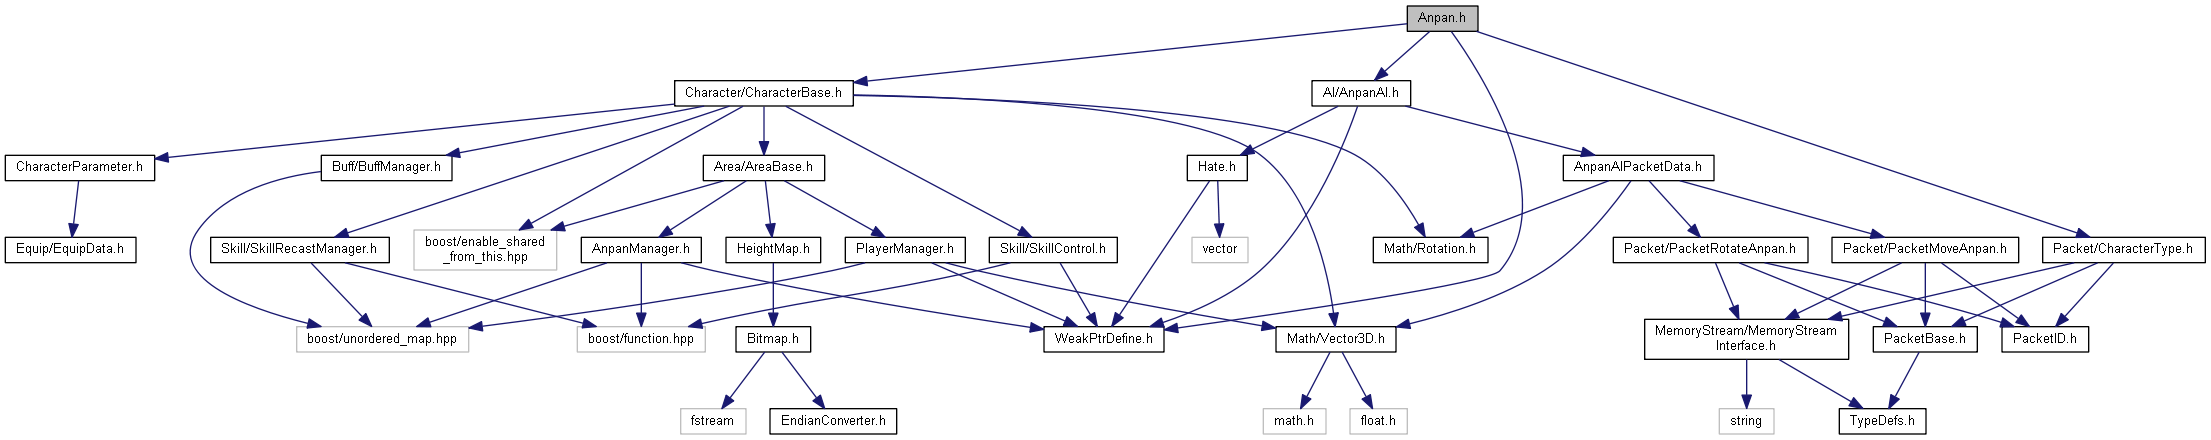 Anpan.h
Character/CharacterBase.h
AI/AnpanAI.h
CharacterParameter.h
Buff/BuffManager.h
Area/AreaBase.h
Hate.h
AnpanAIPacketData.h
Equip/EquipData.h
Skill/SkillRecastManager.h
boost/enable_shared
_from_this.hpp
AnpanManager.h
HeightMap.h
PlayerManager.h
Skill/SkillControl.h
vector
Math/Rotation.h
Packet/PacketRotateAnpan.h
Packet/PacketMoveAnpan.h
Packet/CharacterType.h
boost/unordered_map.hpp
boost/function.hpp
Bitmap.h
WeakPtrDefine.h
Math/Vector3D.h
MemoryStream/MemoryStream
Interface.h
PacketBase.h
PacketID.h
fstream
EndianConverter.h
math.h
float.h
string
TypeDefs.h